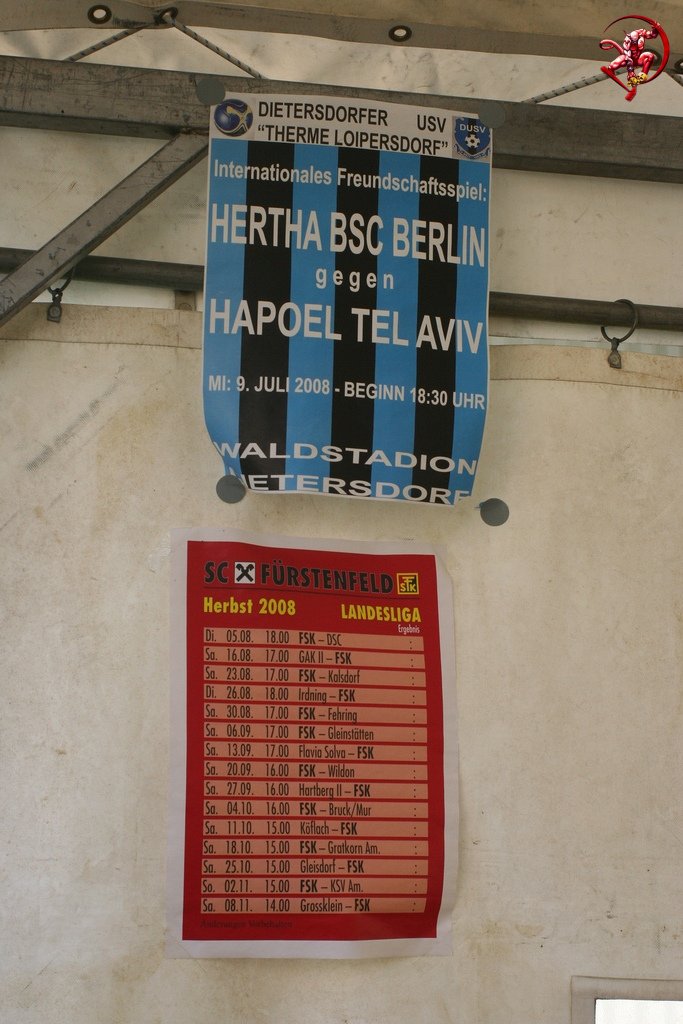 DIETERSDORFER USV
"THERME LOIPERSDORF"
DUSV
Internationales Freundschaftsspiel:
HERTHA BSC BERLIN
gegen
HAPOEL TEL AVIV
MI: 9. JULI 2008 - BEGINN 18:30 UHR
WALDSTADION
DIETERSDORF
SC FÜRSTENFELD FSK
Herbst 2008 LANDESLIGA
Ergebnis
Di. 05.08. 18.00 FSK – DSC :
Sa. 16.08. 17.00 GAK II – FSK :
Sa. 23.08. 17.00 FSK – Kalsdorf :
Di. 26.08. 18.00 Irdning – FSK :
Sa. 30.08. 17.00 FSK – Fehring :
Sa. 06.09. 17.00 FSK – Gleinstätten :
Sa. 13.09. 17.00 Flavia Solva – FSK :
Sa. 20.09. 16.00 FSK – Wildon :
Sa. 27.09. 16.00 Hartberg II – FSK :
Sa. 04.10. 16.00 FSK – Bruck/Mur :
Sa. 11.10. 15.00 Köflach – FSK :
Sa. 18.10. 15.00 FSK – Gratkorn Am. :
Sa. 25.10. 15.00 Gleisdorf – FSK :
So. 02.11. 15.00 FSK – KSV Am. :
Sa. 08.11. 14.00 Grossklein – FSK :
Änderungen Vorbehalten